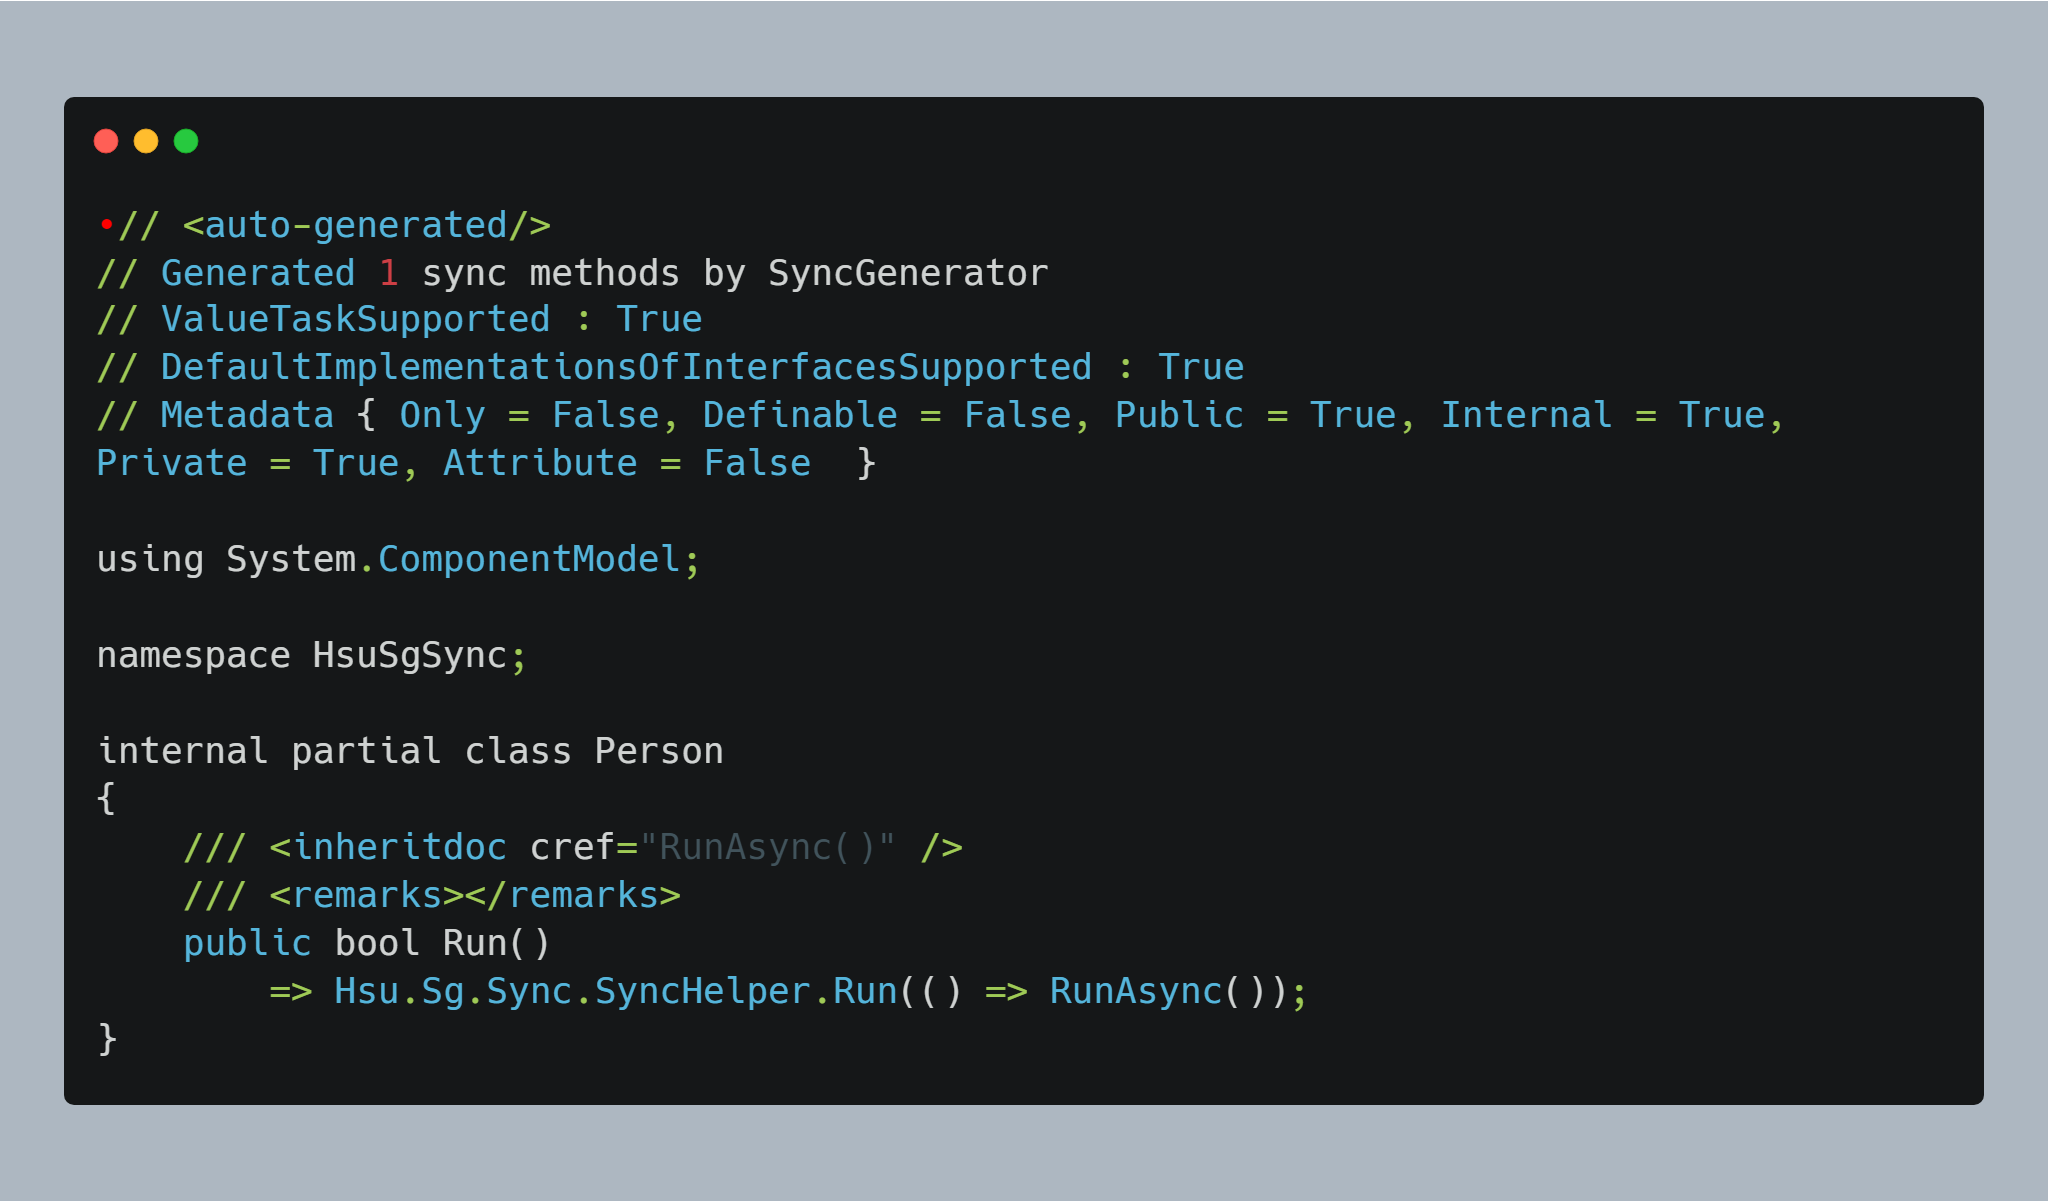 •// <auto-generated/>
// Generated 1 sync methods by SyncGenerator
// ValueTaskSupported : True
// DefaultImplementationsOfInterfacesSupported : True
// Metadata { Only = False, Definable = False, Public = True, Internal = True,
Private = True, Attribute = False  }

using System.ComponentModel;

namespace HsuSgSync;

internal partial class Person
{
    /// <inheritdoc cref="RunAsync()" />
    /// <remarks></remarks>
    public bool Run()
        => Hsu.Sg.Sync.SyncHelper.Run(() => RunAsync());
}